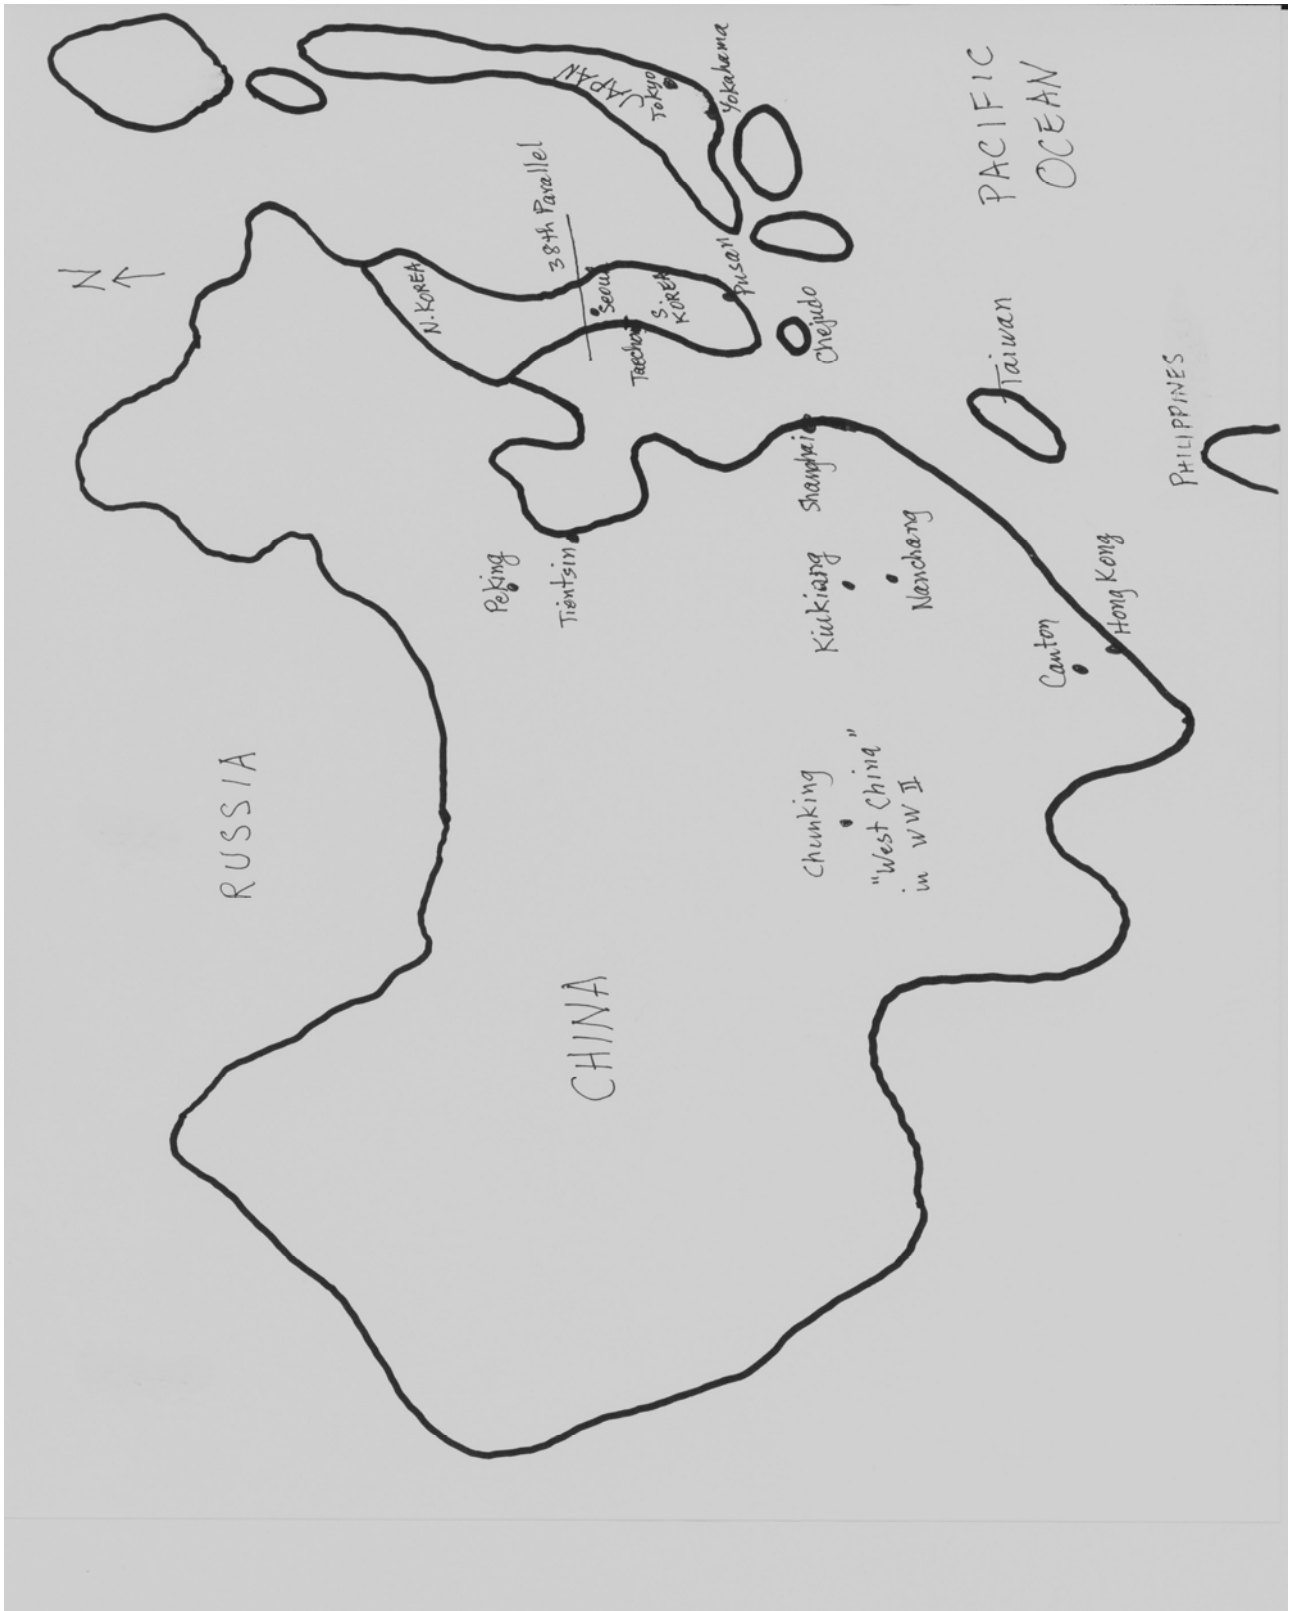 N
RUSSIA
N. KOREA
Peking
38th Parallel
Tientsin
CHINA
JAPAN
Seoul
Tokyo
S.
KOREA
Yokahama
Pusan
Chunking
"West China"
in WW II
Kiukiang
Shanghai
Chejudo
Nanchang
PACIFIC
OCEAN
Taiwan
Canton
Hong Kong
PHILIPPINES